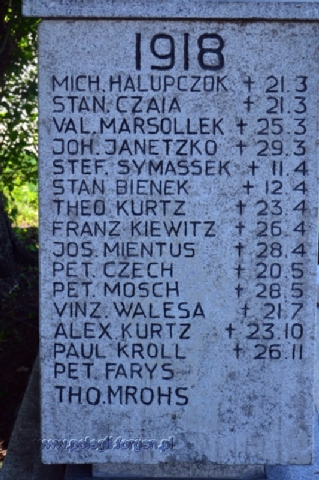 1918
MICH. HALUPCZOK + 21.3
STAN. CZAJA + 21.3
VAL. MARSOLLEK + 25.3
JOH. JANETZKO + 29.3
STEF. SYMASSEK + 11.4
STAN BIENEK + 12.4
THEO. KURTZ + 23.4
FRANZ KIEWITZ + 26.4
JOS. MIENTUS + 28.4
PET. CZECH + 20.5
PET. MOSCH + 28.5
VINZ. WALESA + 21.7
ALEX. KURTZ + 23.10
PAUL KROLL + 26.11
PET. FARYS
THO. MROHS
www.polegli.forgen.pl